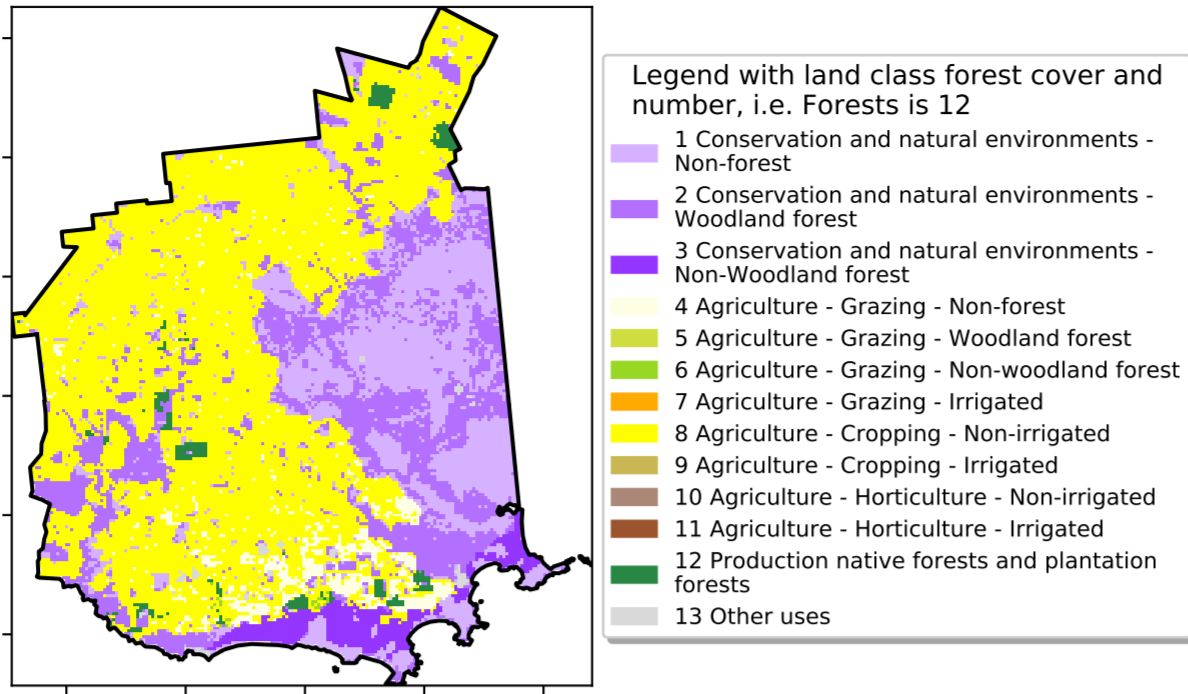 Legend with land class forest cover and
number, i.e. Forests is 12
1 Conservation and natural environments -
Non-forest
2 Conservation and natural environments -
Woodland forest
3 Conservation and natural environments -
Non-Woodland forest
4 Agriculture - Grazing - Non-forest
5 Agriculture - Grazing - Woodland forest
6 Agriculture - Grazing - Non-woodland forest
7 Agriculture - Grazing - Irrigated
8 Agriculture - Cropping - Non-irrigated
9 Agriculture - Cropping - Irrigated
10 Agriculture - Horticulture - Non-irrigated
11 Agriculture - Horticulture - Irrigated
12 Production native forests and plantation
forests
13 Other uses